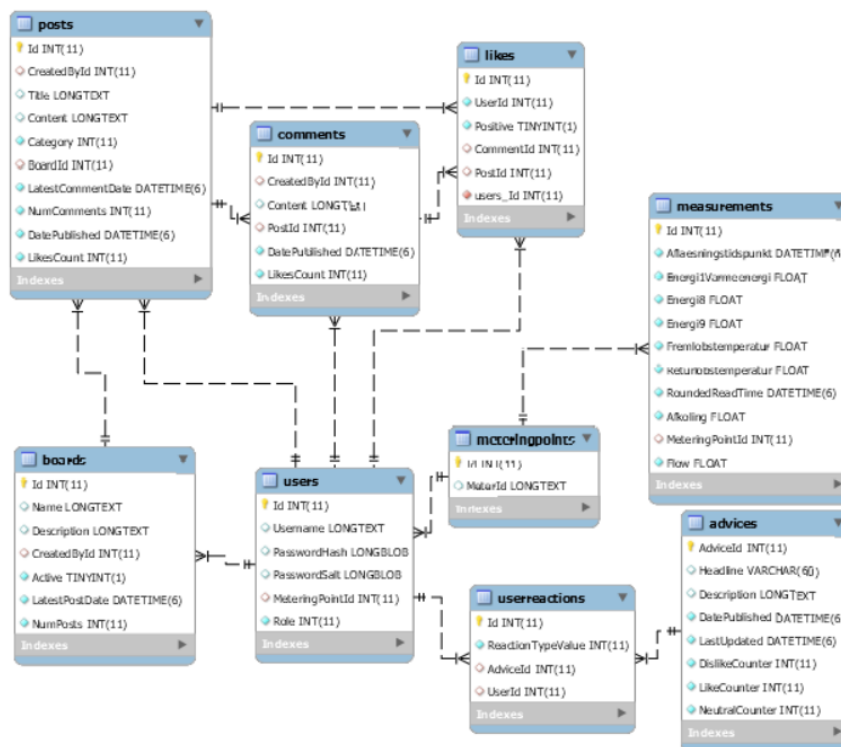 posts
Id INT(11)
CreatedById INT(11)
Title LONGTEXT
Content LONGTEXT
Category INT(11)
BoardId INT(11)
LatestCommentDate DATETIME(6)
NumComments INT(11)
DatePublished DATETIME(6)
LikesCount INT(11)
Indexes
comments
Id INT(11)
CreatedById INT(11)
Content LONGTEXT
PostId INT(11)
DatePublished DATETIME(6)
LikesCount INT(11)
Indexes
likes
Id INT(11)
UserId INT(11)
Positive TINYINT(1)
CommentId INT(11)
PostId INT(11)
users_Id INT(11)
Indexes
measurements
Id INT(11)
Aflaesningstidspunkt DATETIME(6
Energi1Varmeenergi FLOAT
Energi8 FLOAT
Energi9 FLOAT
Fremlobstemperatur FLOAT
Returlobstemperatur FLOAT
RoundedReadTime DATETIME(6)
Afkoling FLOAT
MeteringPointId INT(11)
Flow FLOAT
Indexes
boards
Id INT(11)
Name LONGTEXT
Description LONGTEXT
CreatedById INT(11)
Active TINYINT(1)
LatestPostDate DATETIME(6)
NumPosts INT(11)
Indexes
users
Id INT(11)
Username LONGTEXT
PasswordHash LONGBLOB
PasswordSalt LONGBLOB
MeteringPointId INT(11)
Role INT(11)
Indexes
meteringpoints
Id INT(11)
MeterId LONGTEXT
Indexes
userreactions
Id INT(11)
ReactionTypeValue INT(11)
AdviceId INT(11)
UserId INT(11)
Indexes
advices
AdviceId INT(11)
Headline VARCHAR(60)
Description LONGTEXT
DatePublished DATETIME(6)
LastUpdated DATETIME(6)
DislikeCounter INT(11)
LikeCounter INT(11)
NeutralCounter INT(11)
Indexes